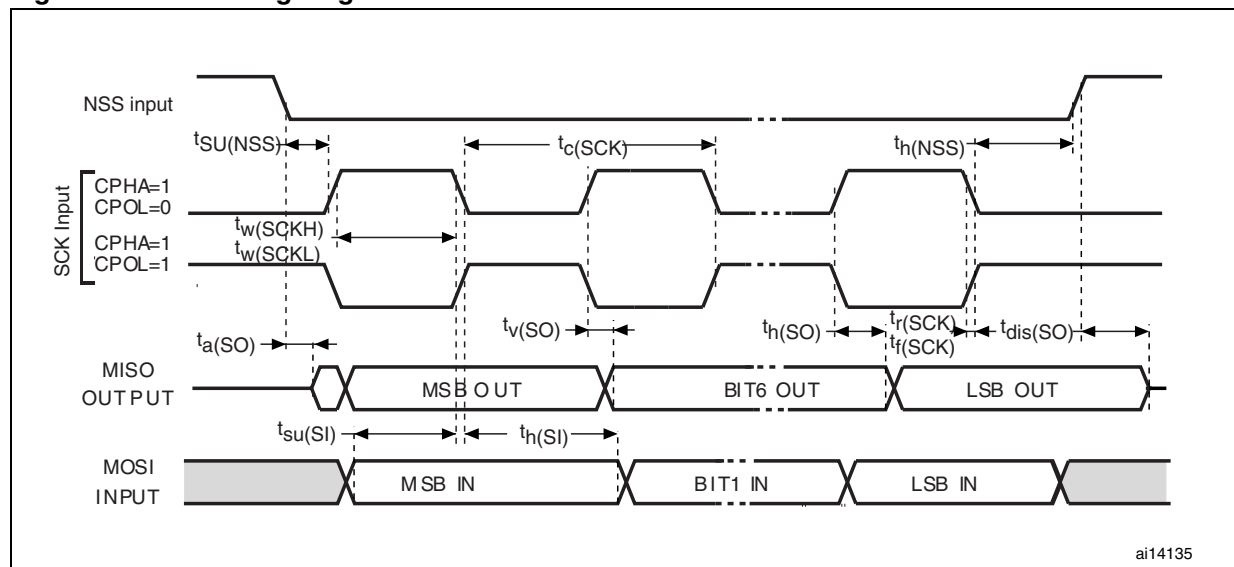 NSS input
tSU(NSS)
tc(SCK)
th(NSS)
SCK Input
CPHA=1
CPOL=0
tw(SCKH)
CPHA=1
tw(SCKL)
CPOL=1
ta(SO)
tv(SO)
th(SO)
tr(SCK)
tf(SCK)
tdis(SO)
MISO
OUTPUT
MSB OUT
BIT6 OUT
LSB OUT
tsu(SI)
th(SI)
MOSI
INPUT
MSB IN
BIT1 IN
LSB IN
ai14135